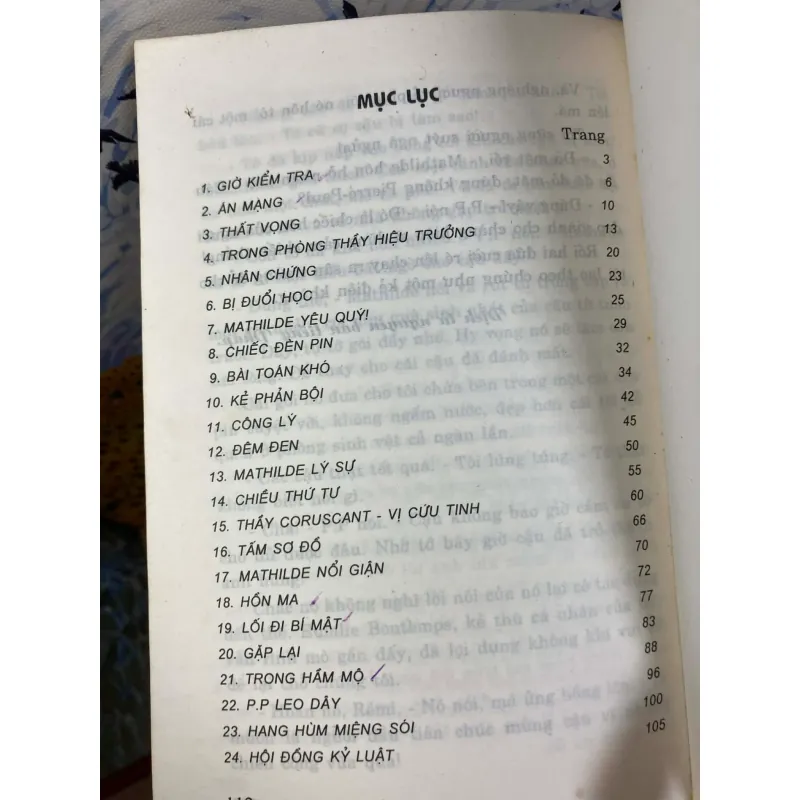 MỤC LỤC
Trang
1. GIỜ KIỂM TRA 3
2. ÁN MẠNG 6
3. THẤT VỌNG 10
4. TRONG PHÒNG THẦY HIỆU TRƯỞNG 13
5. NHÂN CHỨNG 20
6. BỊ ĐUỔI HỌC 23
7. MATHILDE YÊU QUÝ! 25
8. CHIẾC ĐÈN PIN 29
9. BÀI TOÁN KHÓ 32
10. KẺ PHẢN BỘI 34
11. CÔNG LÝ 42
12. ĐÊM ĐEN 45
13. MATHILDE LÝ SỰ 50
14. CHIỀU THỨ TƯ 55
15. THẦY CORUSCANT - VỊ CỨU TINH 60
16. TẤM SƠ ĐỒ 66
17. MATHILDE NỔI GIẬN 70
18. HỒN MA 72
19. LỐI ĐI BÍ MẬT 77
20. GẶP LẠI 83
21. TRONG HẦM MỘ 88
22. P.P LEO DÂY 96
23. HANG HÙM MIỆNG SÓI 100
24. HỘI ĐỒNG KỶ LUẬT 105